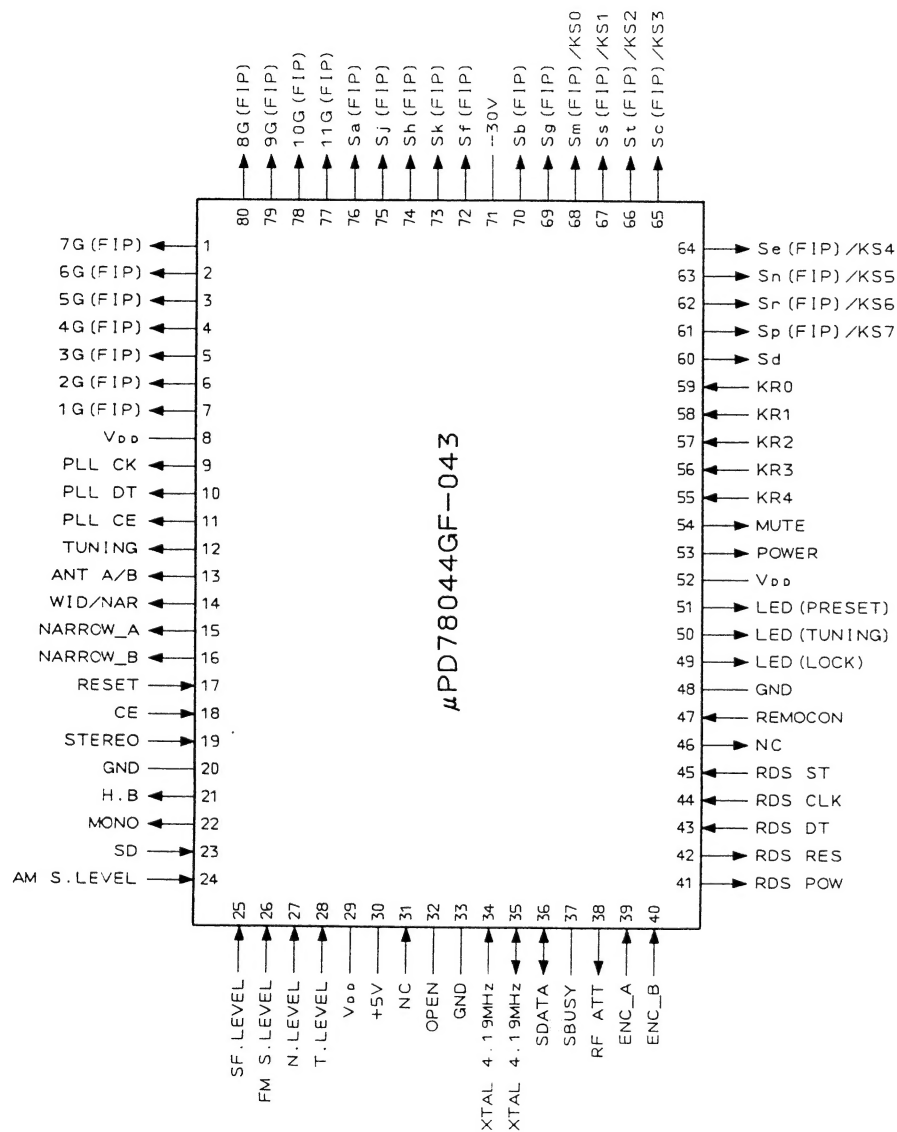 8G(FIP)
9G(FIP)
10G(FIP)
11G(FIP)
Sa(FIP)
Sj(FIP)
Sh(FIP)
Sk(FIP)
Sf(FIP)
-30V
Sb(FIP)
Sg(FIP)
Sm(FIP)/KS0
Ss(FIP)/KS1
St(FIP)/KS2
Sc(FIP)/KS3
80 79 78 77 76 75 74 73 72 71 70 69 68 67 66 65
7G(FIP) 1
6G(FIP) 2
5G(FIP) 3
4G(FIP) 4
3G(FIP) 5
2G(FIP) 6
1G(FIP) 7
VDD 8
PLL CK 9
PLL DT 10
PLL CE 11
TUNING 12
ANT A/B 13
WID/NAR 14
NARROW_A 15
NARROW_B 16
RESET 17
CE 18
STEREO 19
GND 20
H.B 21
MONO 22
SD 23
AM S.LEVEL 24
μPD78044GF-043
64 Se(FIP)/KS4
63 Sn(FIP)/KS5
62 Sr(FIP)/KS6
61 Sp(FIP)/KS7
60 Sd
59 KR0
58 KR1
57 KR2
56 KR3
55 KR4
54 MUTE
53 POWER
52 VDD
51 LED(PRESET)
50 LED(TUNING)
49 LED(LOCK)
48 GND
47 REMOCON
46 NC
45 RDS ST
44 RDS CLK
43 RDS DT
42 RDS RES
41 RDS POW
25 26 27 28 29 30 31 32 33 34 35 36 37 38 39 40
SF.LEVEL
FM S.LEVEL
N.LEVEL
T.LEVEL
VDD
+5V
NC
OPEN
GND
XTAL 4.19MHz
XTAL 4.19MHz
SDATA
SBUSY
RF ATT
ENC_A
ENC_B